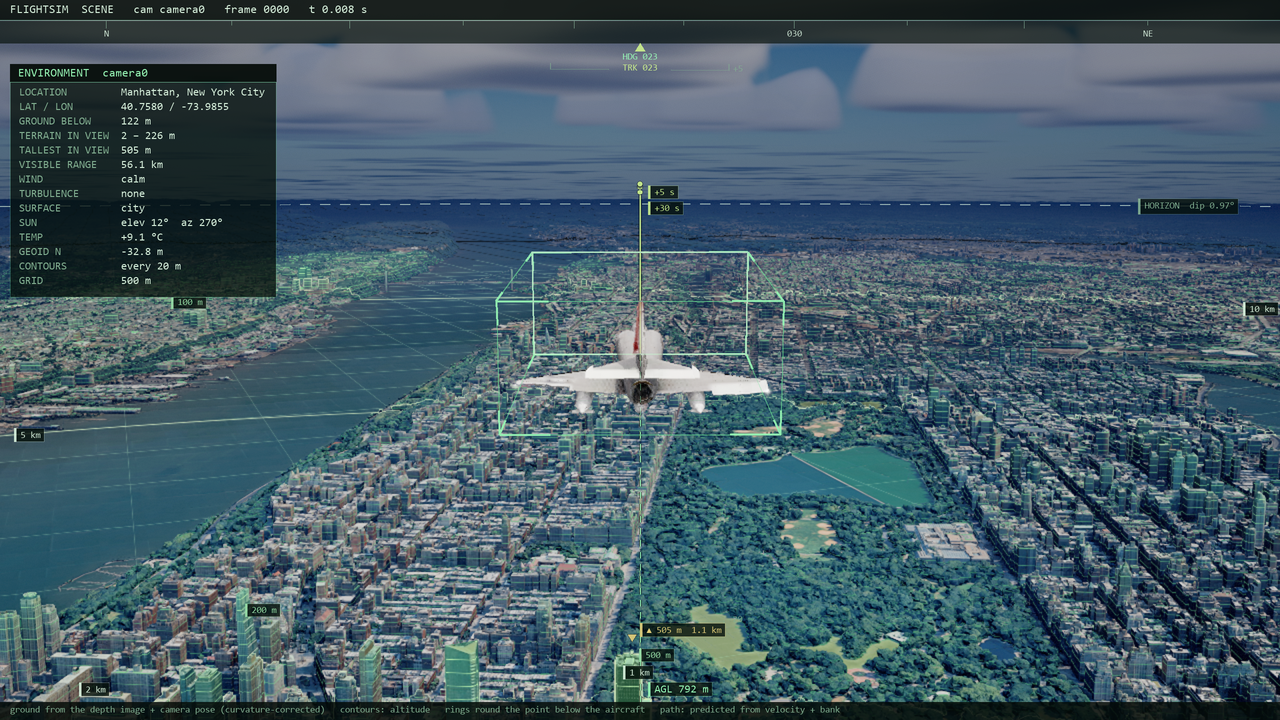 FLIGHTSIM SCENE cam camera0 frame 0000 t 0.008 s
N 030 NE
HDG 023
TRK 023
+5
ENVIRONMENT camera0
LOCATION Manhattan, New York City
LAT / LON 40.7580 / -73.9855
GROUND BELOW 122 m
TERRAIN IN VIEW 2 – 226 m
TALLEST IN VIEW 505 m
VISIBLE RANGE 56.1 km
WIND calm
TURBULENCE none
SURFACE city
SUN elev 12° az 270°
TEMP +9.1 °C
GEOID N -32.8 m
CONTOURS every 20 m
GRID 500 m
+5 s
+30 s
HORIZON dip 0.97°
100 m
10 km
5 km
200 m
▲ 505 m 1.1 km
500 m
1 km
2 km
AGL 792 m
ground from the depth image + camera pose (curvature-corrected) contours: altitude rings round the point below the aircraft path: predicted from velocity + bank